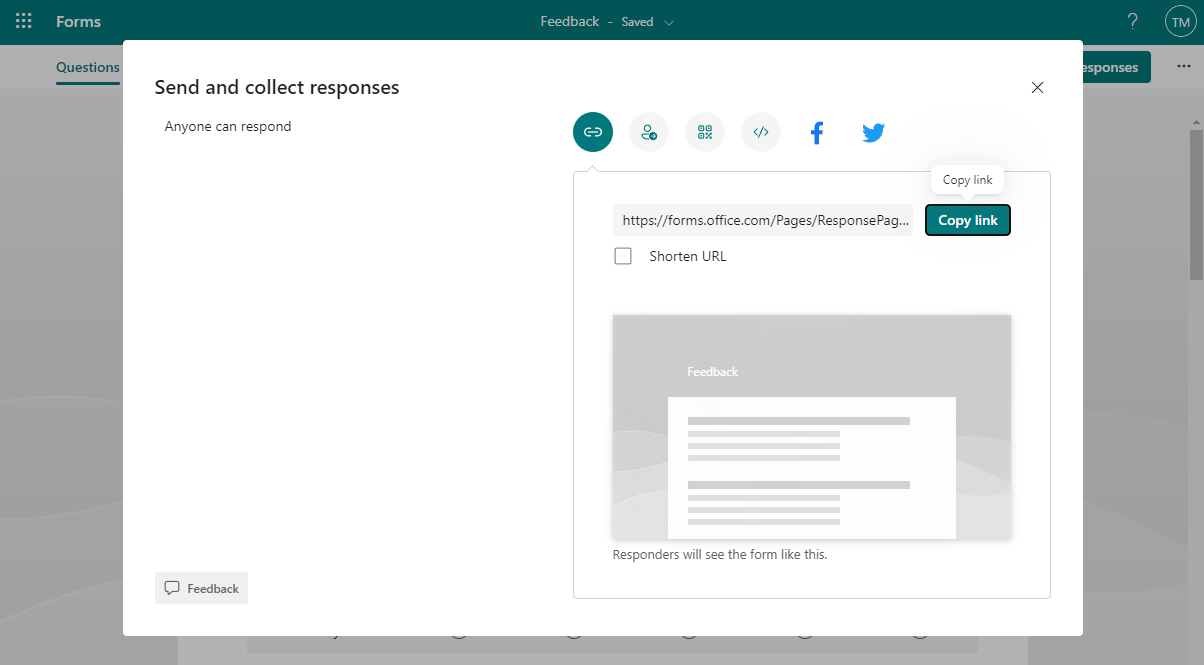 Forms
Feedback - Saved
?
TM
Questions
esponses
Send and collect responses
Anyone can respond
Copy link
https://forms.office.com/Pages/ResponsePag...
Copy link
Shorten URL
Feedback
Responders will see the form like this.
Feedback